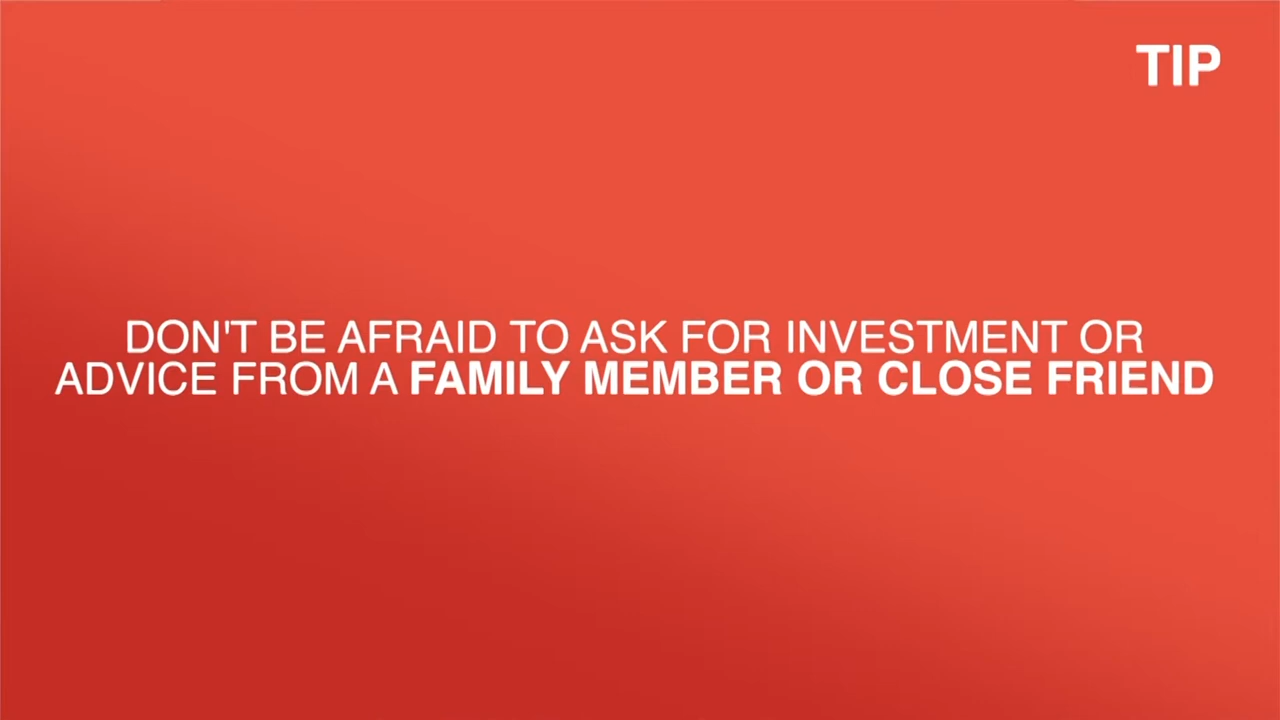 TIP
DON'T BE AFRAID TO ASK FOR INVESTMENT OR
ADVICE FROM A FAMILY MEMBER OR CLOSE FRIEND